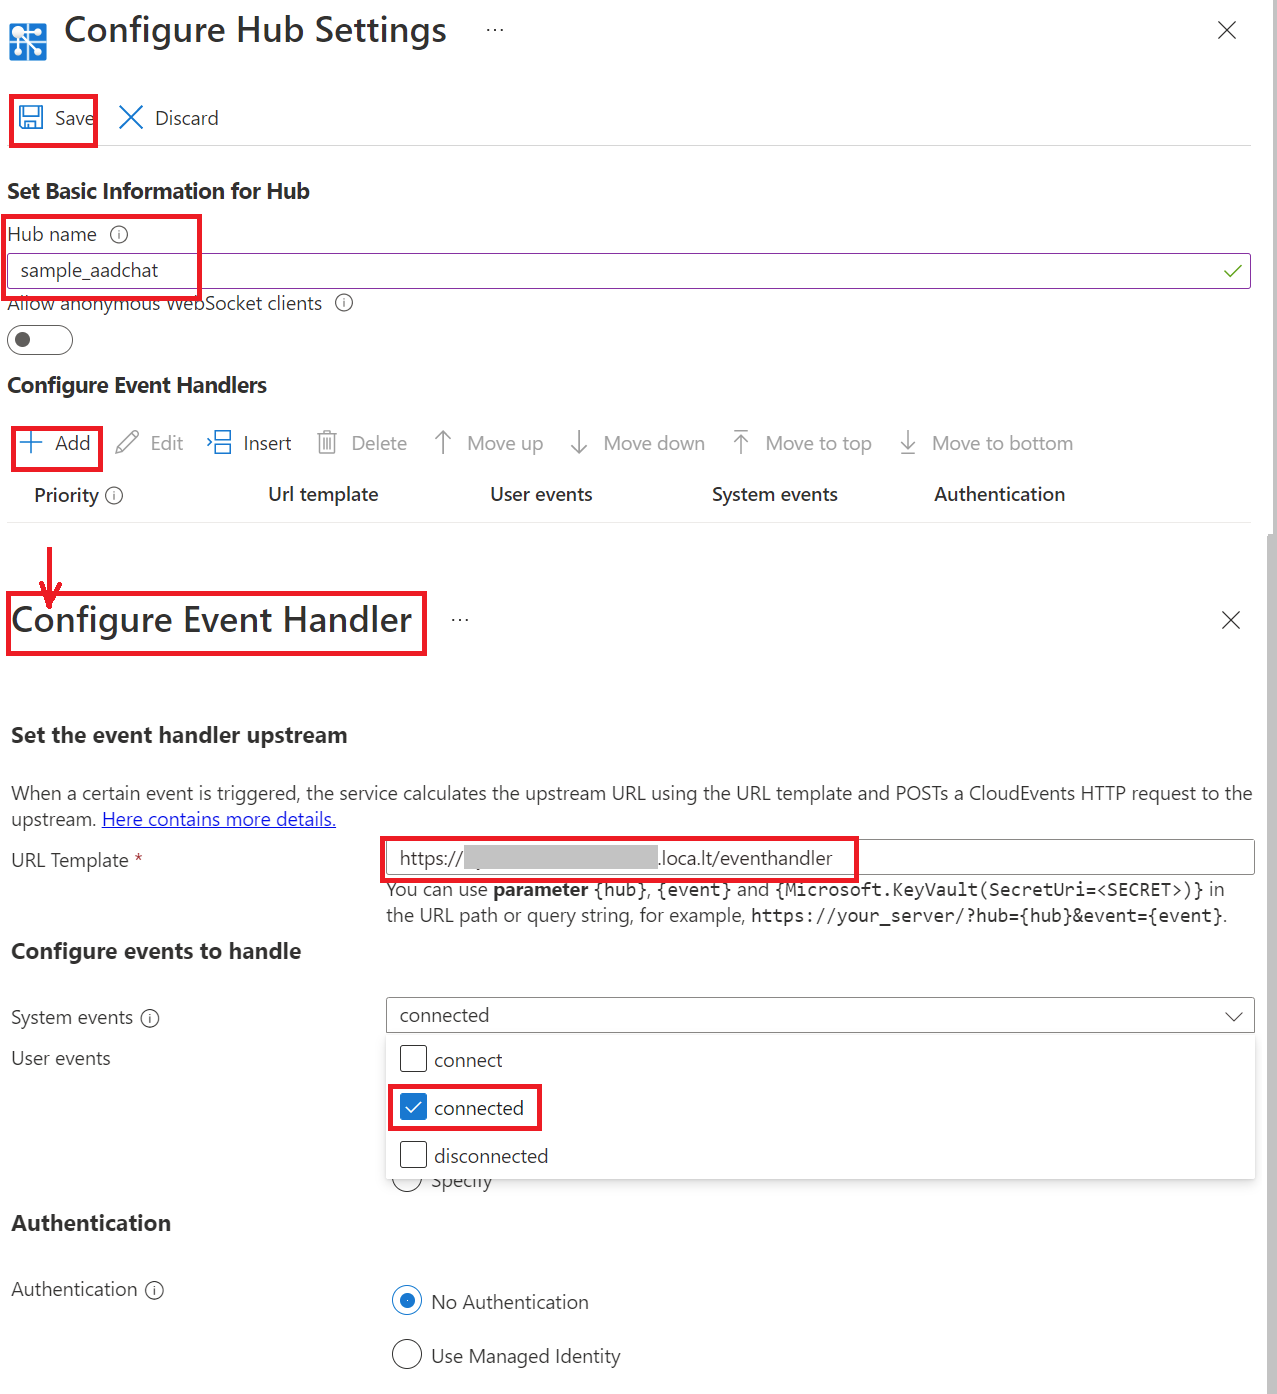 Configure Hub Settings ...
Save Discard
Set Basic Information for Hub
Hub name
sample_aadchat
Allow anonymous WebSocket clients
Configure Event Handlers
Add Edit Insert Delete Move up Move down Move to top Move to bottom
Priority Url template User events System events Authentication
Configure Event Handler ...
Set the event handler upstream
When a certain event is triggered, the service calculates the upstream URL using the URL template and POSTs a CloudEvents HTTP request to the
upstream. Here contains more details.
URL Template * https:// .loca.lt/eventhandler
You can use parameter {hub}, {event} and {Microsoft.KeyVault(SecretUri=<SECRET>)} in
the URL path or query string, for example, https://your_server/?hub={hub}&event={event}.
Configure events to handle
System events connected
User events connect
connected
disconnected
Specify
Authentication
Authentication No Authentication
Use Managed Identity